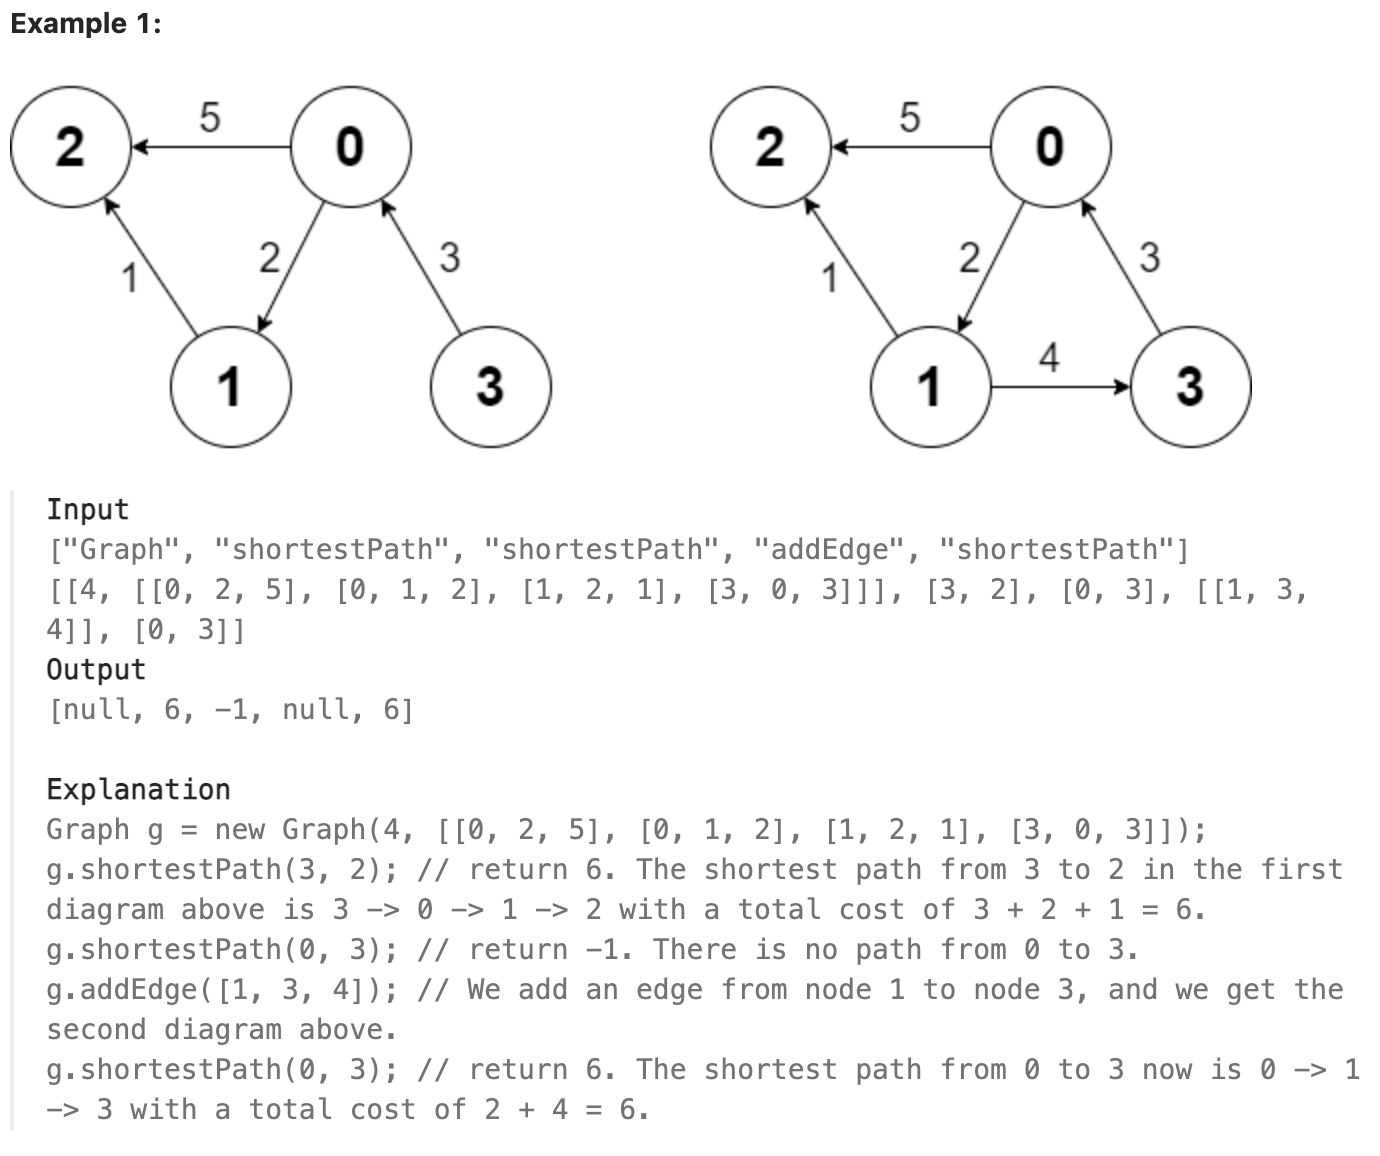 Example 1:
5
5
2
0
2
0
2
3
2
3
1
1
4
1
3
1
3
Input
["Graph", "shortestPath", "shortestPath", "addEdge", "shortestPath"]
[[4, [[0, 2, 5], [0, 1, 2], [1, 2, 1], [3, 0, 3]]], [3, 2], [0, 3], [[1, 3,
4]], [0, 3]]
Output
[null, 6, -1, null, 6]
Explanation
Graph g = new Graph(4, [[0, 2, 5], [0, 1, 2], [1, 2, 1], [3, 0, 3]]);
g.shortestPath(3, 2); // return 6. The shortest path from 3 to 2 in the first
diagram above is 3 -> 0 -> 1 -> 2 with a total cost of 3 + 2 + 1 = 6.
g.shortestPath(0, 3); // return -1. There is no path from 0 to 3.
g.addEdge([1, 3, 4]); // We add an edge from node 1 to node 3, and we get the
second diagram above.
g.shortestPath(0, 3); // return 6. The shortest path from 0 to 3 now is 0 -> 1
-> 3 with a total cost of 2 + 4 = 6.